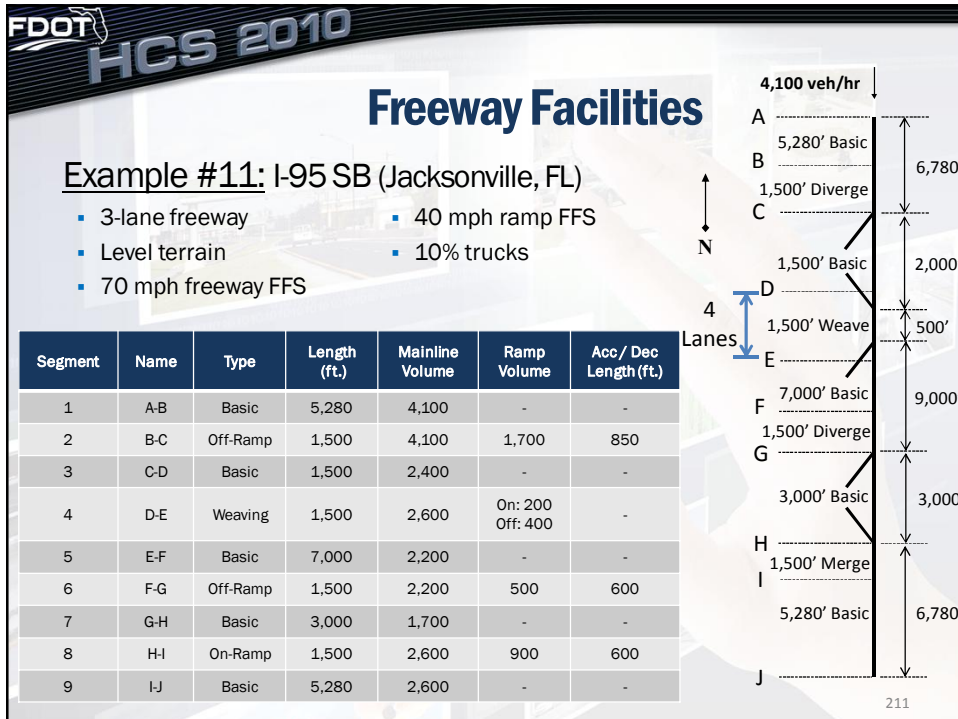 FDOT
HCS 2010
Freeway Facilities
Example #11: I-95 SB (Jacksonville, FL)
▪ 3-lane freeway
▪ Level terrain
▪ 70 mph freeway FFS
▪ 40 mph ramp FFS
▪ 10% trucks
Segment Name Type Length (ft.) Mainline Volume Ramp Volume Acc/ Dec Length (ft.)
1 A-B Basic 5,280 4,100 - -
2 B-C Off-Ramp 1,500 4,100 1,700 850
3 C-D Basic 1,500 2,400 - -
4 D-E Weaving 1,500 2,600 On: 200 Off: 400 -
5 E-F Basic 7,000 2,200 - -
6 F-G Off-Ramp 1,500 2,200 500 600
7 G-H Basic 3,000 1,700 - -
8 H-I On-Ramp 1,500 2,600 900 600
9 I-J Basic 5,280 2,600 - -
4,100 veh/hr
A
5,280' Basic
6,780
B
1,500' Diverge
C
N
1,500' Basic
2,000
D
4
Lanes
1,500' Weave
500'
E
7,000' Basic
9,000
F
1,500' Diverge
G
3,000' Basic
3,000
H
1,500' Merge
I
5,280' Basic
6,780
J
211